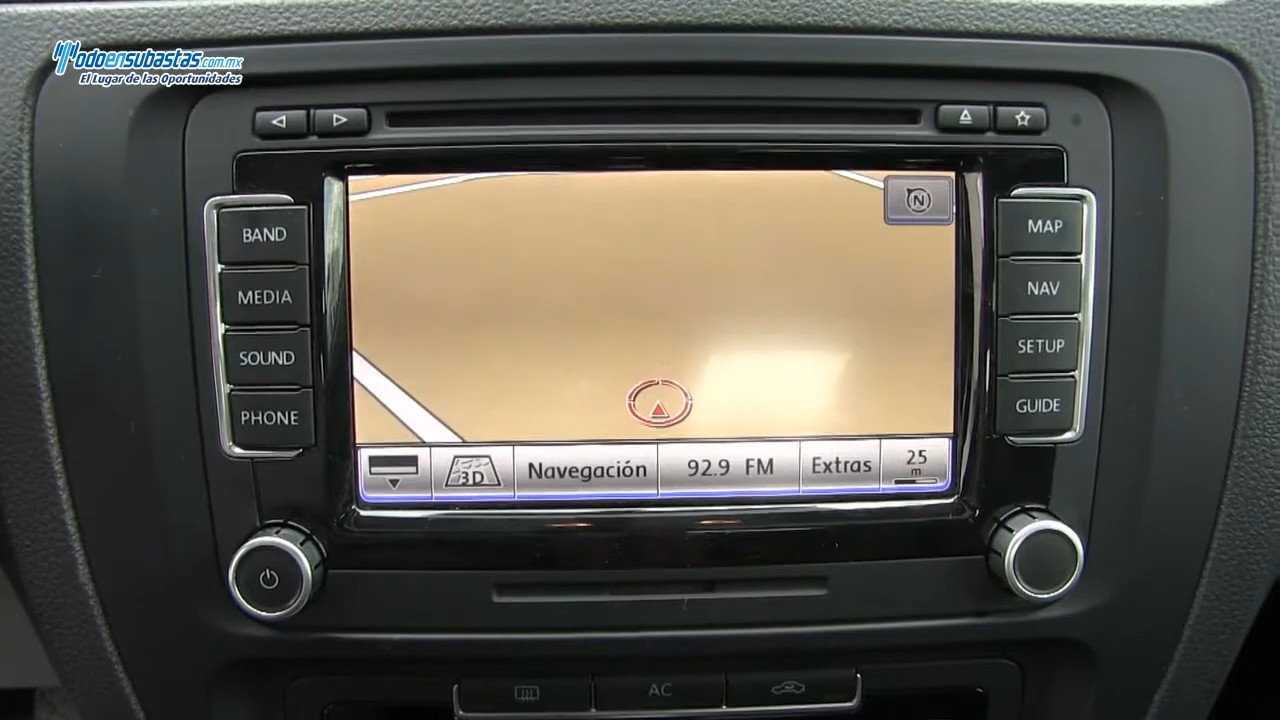 Todoensubastas.com.mx
El Lugar de las Oportunidades
BAND
MEDIA
SOUND
PHONE
N
MAP
NAV
SETUP
GUIDE
3D
Navegación
92.9 FM
Extras
25
m
AC